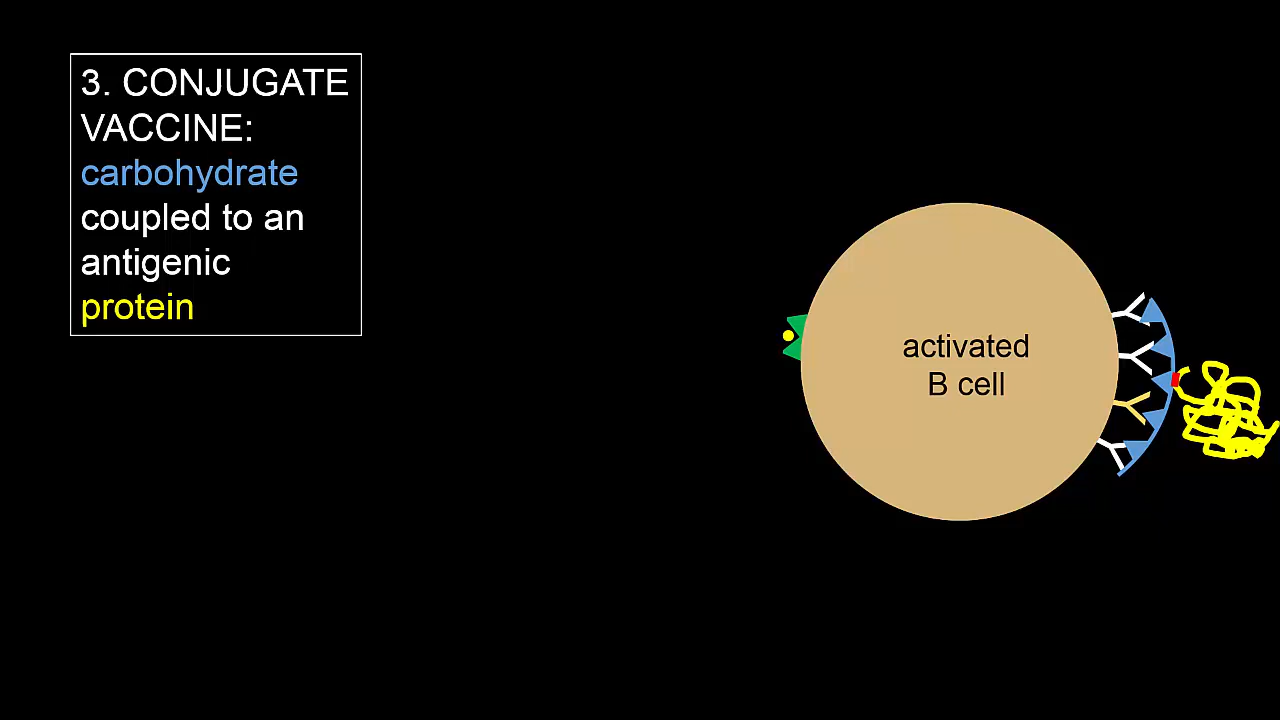 3. CONJUGATE
VACCINE:
carbohydrate
coupled to an
antigenic
protein
activated
B cell